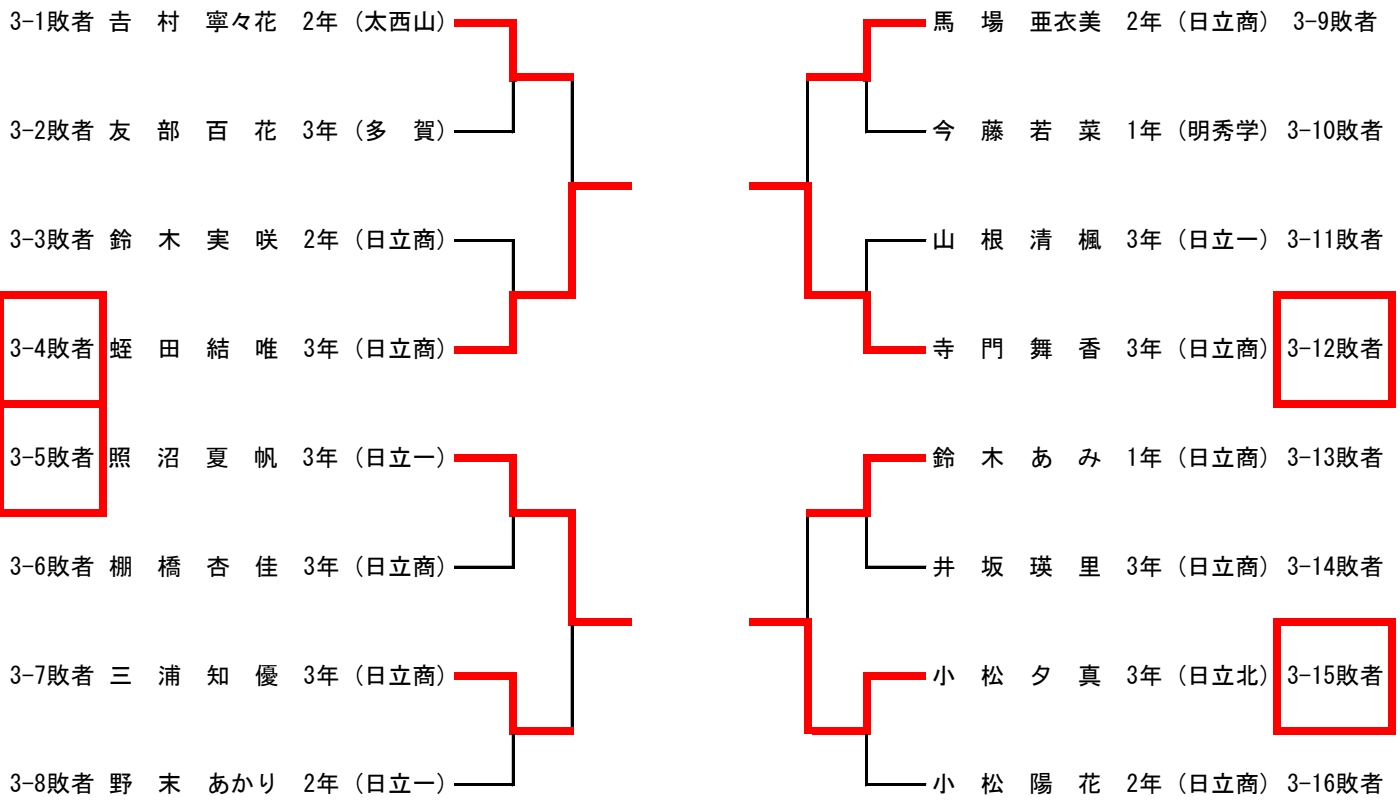 3-1敗者 吉　村　寧々花　2年（太西山）　馬　場　亜衣美　2年（日立商）　3-9敗者
3-2敗者 友　部　百　花　3年（多　賀）　今　藤　若　菜　1年（明秀学）　3-10敗者
3-3敗者 鈴　木　実　咲　2年（日立商）　山　根　清　楓　3年（日立一）　3-11敗者
3-4敗者 蛭　田　結　唯　3年（日立商）　寺　門　舞　香　3年（日立商）　3-12敗者
3-5敗者 照　沼　夏　帆　3年（日立一）　鈴　木　あ　み　1年（日立商）　3-13敗者
3-6敗者 棚　橋　杏　佳　3年（日立商）　井　坂　瑛　里　3年（日立商）　3-14敗者
3-7敗者 三　浦　知　優　3年（日立商）　小　松　夕　真　3年（日立北）　3-15敗者
3-8敗者 野　末　あかり　2年（日立一）　小　松　陽　花　2年（日立商）　3-16敗者